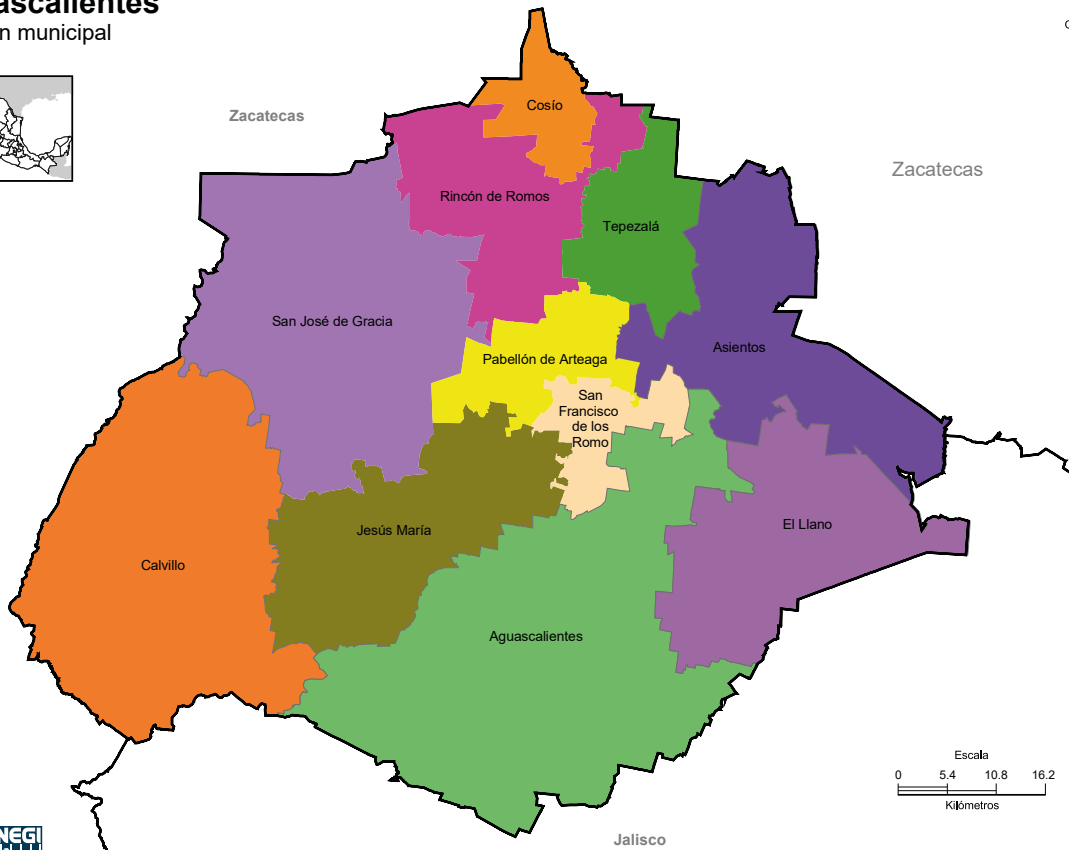 ascalientes
n municipal
Zacatecas
Cosío
Zacatecas
Rincón de Romos
Tepezalá
San José de Gracia
Asientos
Pabellón de Arteaga
San
Francisco
de los
Romo
El Llano
Jesús María
Calvillo
Aguascalientes
Escala
0 5.4 10.8 16.2
Kilómetros
Jalisco
NEGI